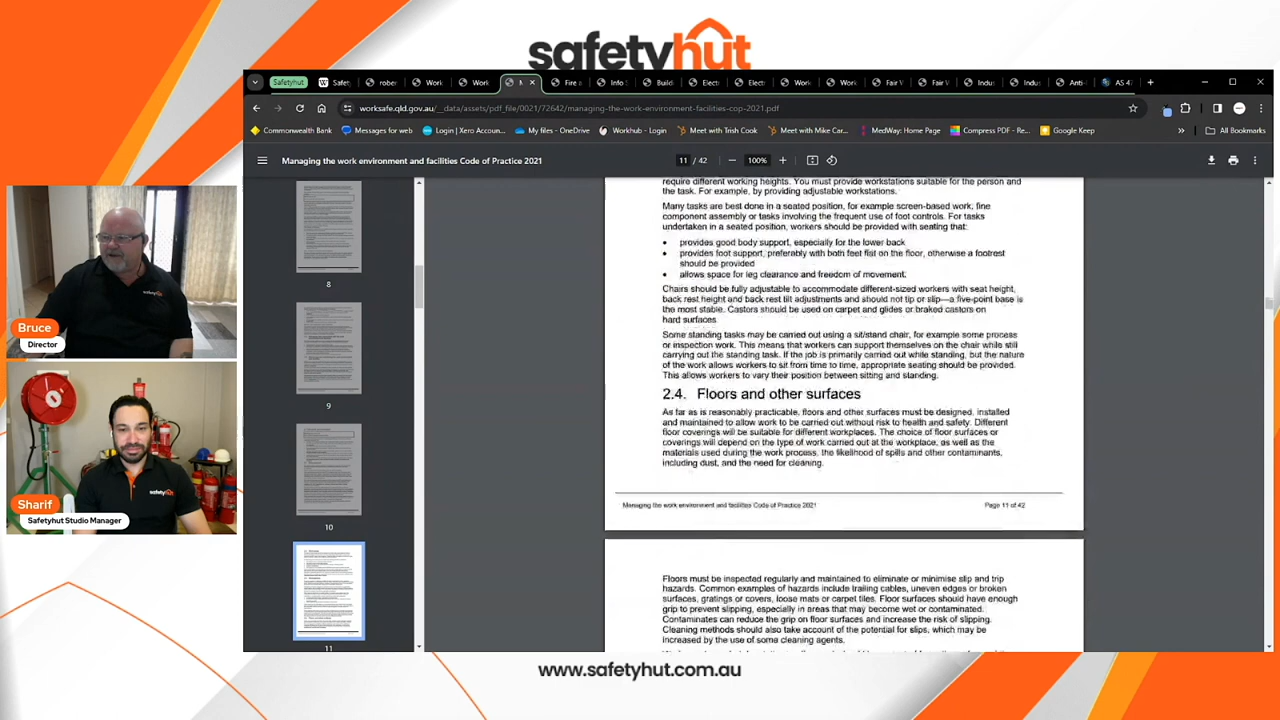 safetyhut
Safetyhut
Safet
rober
Work
Work
M
Fire a
Info S
Buildi
Electr
Electr
Work
Work
Fair V
Fair V
Indus
Indus
Anti-
AS 4
worksafe.qld.gov.au/__data/assets/pdf_file/0021/72642/managing-the-work-environment-facilities-cop-2021.pdf
Commonwealth Bank
Messages for web
Login | Xero Accoun...
My files - OneDrive
Workhub - Login
Meet with Trish Cook
Meet with Mike Car...
MedWay: Home Page
Compress PDF - Re...
Google Keep
»
All Bookmarks
Managing the work environment and facilities Code of Practice 2021
11 / 42
100%
8
9
10
11
require different working heights. You must provide workstations suitable for the person and
the task. For example, by providing adjustable workstations.
Many tasks are best done in a seated position, for example screen-based work, fine
component assembly or tasks involving the frequent use of foot controls. For tasks
undertaken in a seated position, workers should be provided with seating that:
• provides good body support, especially for the lower back
• provides foot support, preferably with both feet flat on the floor, otherwise a footrest
should be provided
• allows space for leg clearance and freedom of movement.
Chairs should be fully adjustable to accommodate different-sized workers with seat height,
back rest height and back rest tilt adjustments and should not tip or slip—a five-point base is
the most stable. Castors should be used on carpet and glides or braked castors on
hard surfaces.
Some standing tasks may be carried out using a sit/stand chair, for example some process
or inspection work. This means that workers can support themselves on the chair while still
carrying out the standing task. If the job is primarily carried out while standing, but the nature
of the work allows workers to sit from time to time, appropriate seating should be provided.
This allows workers to vary their position between sitting and standing.
2.4. Floors and other surfaces
As far as is reasonably practicable, floors and other surfaces must be designed, installed
and maintained to allow work to be carried out without risk to health and safety. Different
floor coverings will be suitable for different workplaces. The choice of floor surfaces or
coverings will depend on the type of work carried out at the workplace, as well as the
materials used during the work process, the likelihood of spills and other contaminants,
including dust, and the need for cleaning.
Managing the work environment and facilities Code of Practice 2021
Page 11 of 42
Floors must be inspected regularly and maintained to eliminate or minimise slip and trip
hazards. Common examples of hazards include trailing cables, uneven edges or broken
surfaces, gratings or covers, loose mats or carpet tiles. Floor surfaces should have enough
grip to prevent slipping, especially in areas that may become wet or contaminated.
Contaminants can reduce the grip on floor surfaces and increase the risk of slipping.
Cleaning methods should also take account of the potential for slips, which may be
increased by the use of some cleaning agents.
Bruce
Director
safetyhut
Sharif
Safetyhut Studio Manager
safetyhut
www.safetyhut.com.au